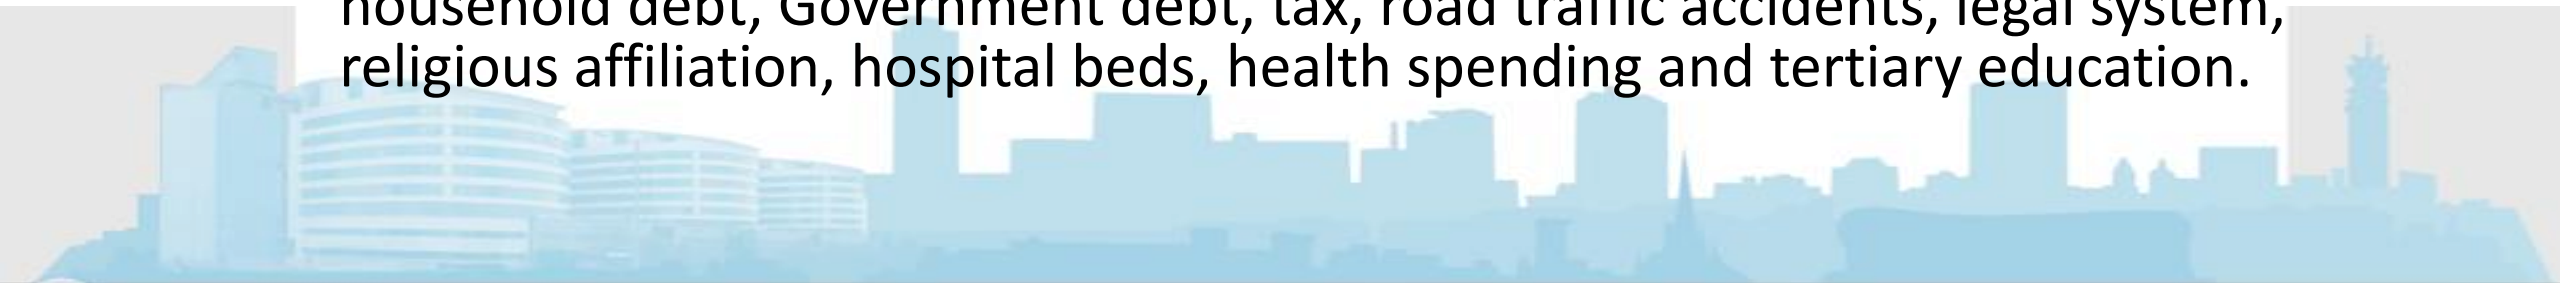 household debt, Government debt, tax, road traffic accidents, legal system,
religious affiliation, hospital beds, health spending and tertiary education.